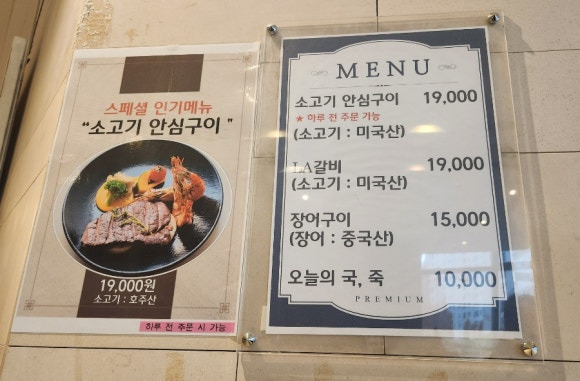 스페셜 인기메뉴
“소고기 안심구이 ”
19,000원
소고기 : 호주산
하루 전 주문 시 가능
MENU
소고기 안심구이 19,000
★ 하루 전 주문 가능
(소고기 : 미국산)
LA갈비 19,000
(소고기 : 미국산)
장어구이 15,000
(장어 : 중국산)
오늘의 국, 죽 10,000
PREMIUM